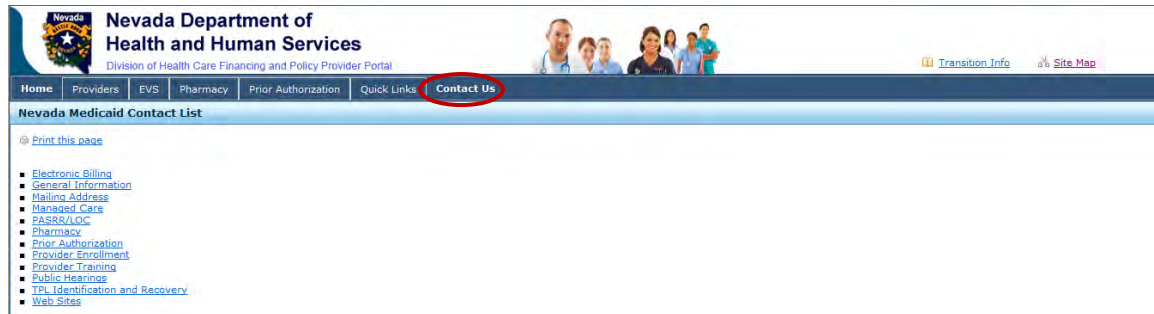 Nevada
Nevada Department of
Health and Human Services
Division of Health Care Financing and Policy Provider Portal
Transition Info
Site Map
Home Providers EVS Pharmacy Prior Authorization Quick Links Contact Us
Nevada Medicaid Contact List
Print this page
Electronic Billing
General Information
Mailing Address
Managed Care
PASRR/LOC
Pharmacy
Prior Authorization
Provider Enrollment
Provider Training
Public Hearings
TPL Identification and Recovery
Web Sites